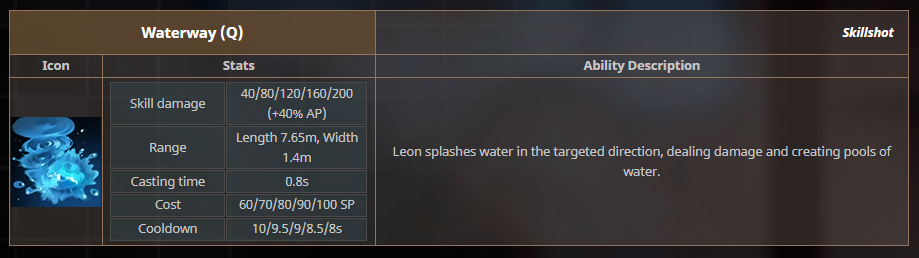 Waterway (Q)
Skillshot
Icon
Stats
Ability Description
Skill damage
40/80/120/160/200
(+40% AP)
Range
Length 7.65m, Width
1.4m
Casting time
0.8s
Cost
60/70/80/90/100 SP
Cooldown
10/9.5/9/8.5/8s
Leon splashes water in the targeted direction, dealing damage and creating pools of
water.